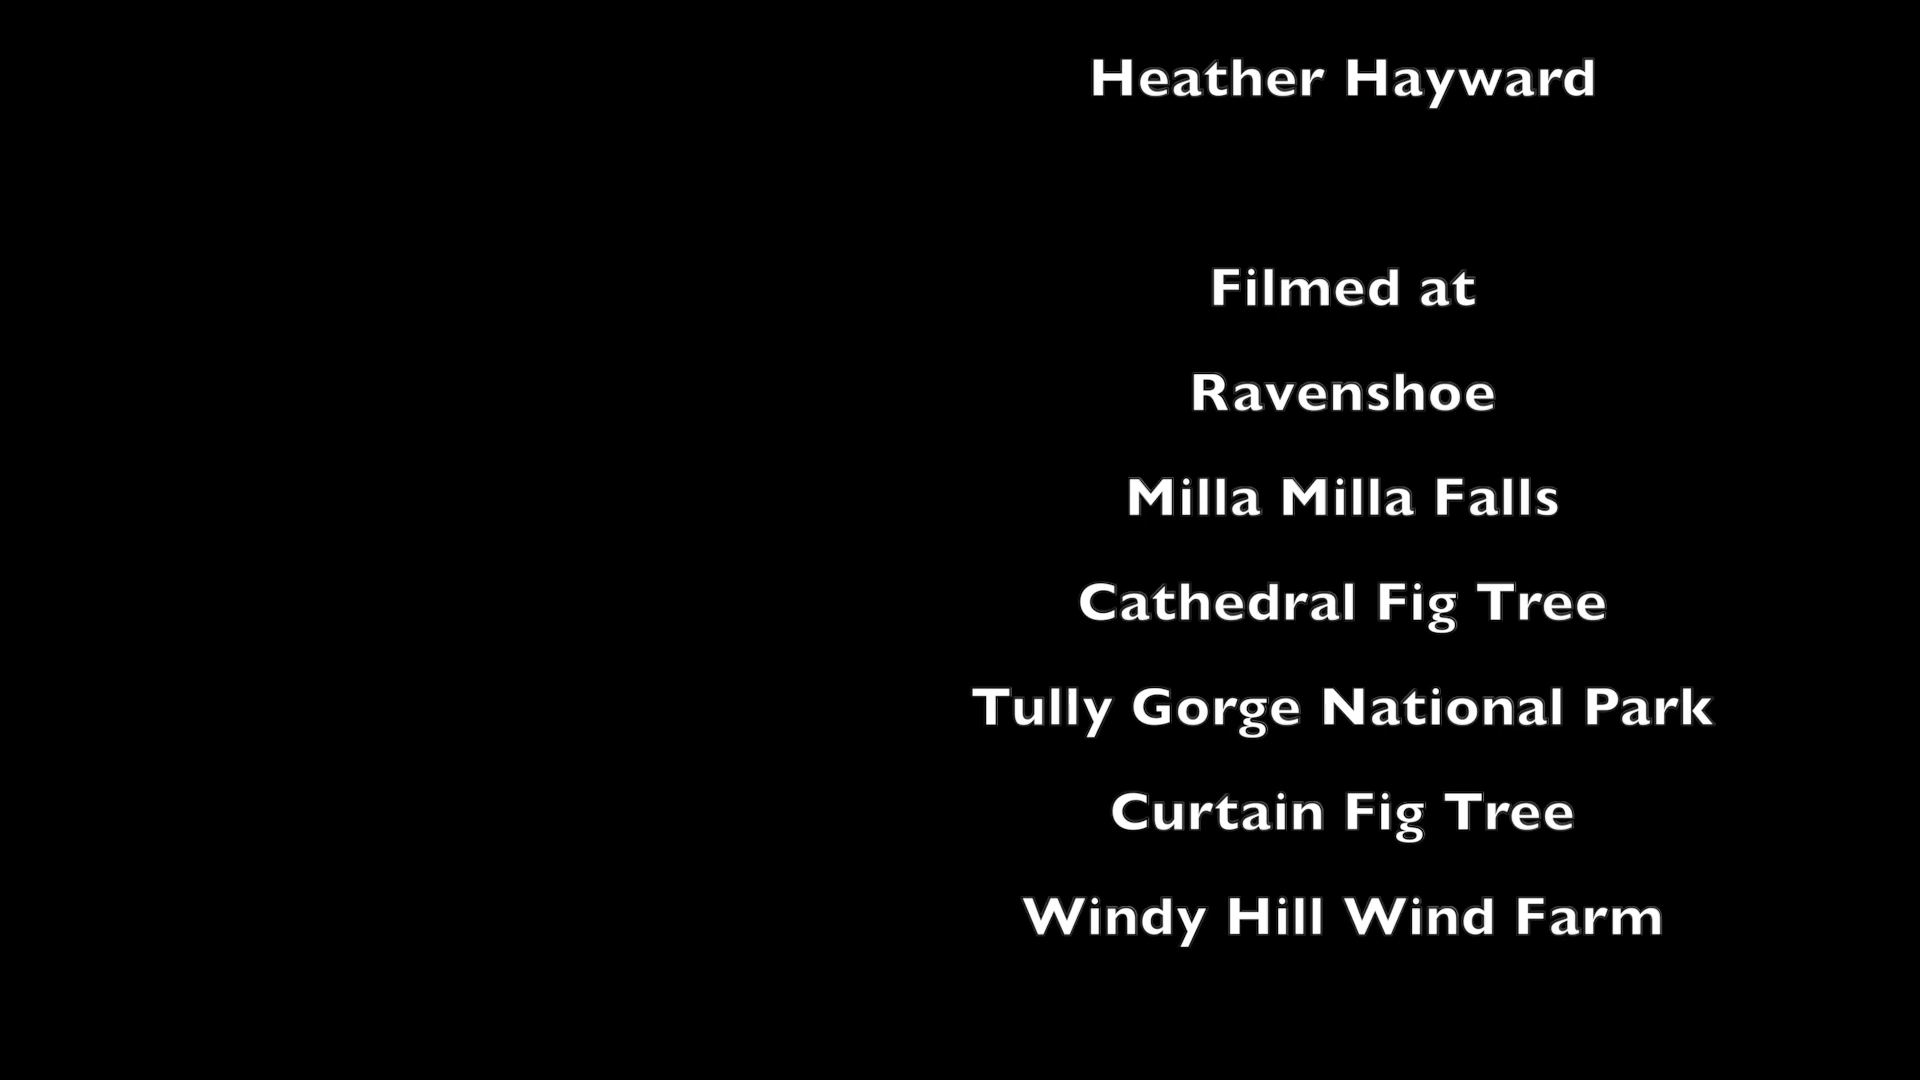 Heather Hayward
Filmed at
Ravenshoe
Milla Milla Falls
Cathedral Fig Tree
Tully Gorge National Park
Curtain Fig Tree
Windy Hill Wind Farm